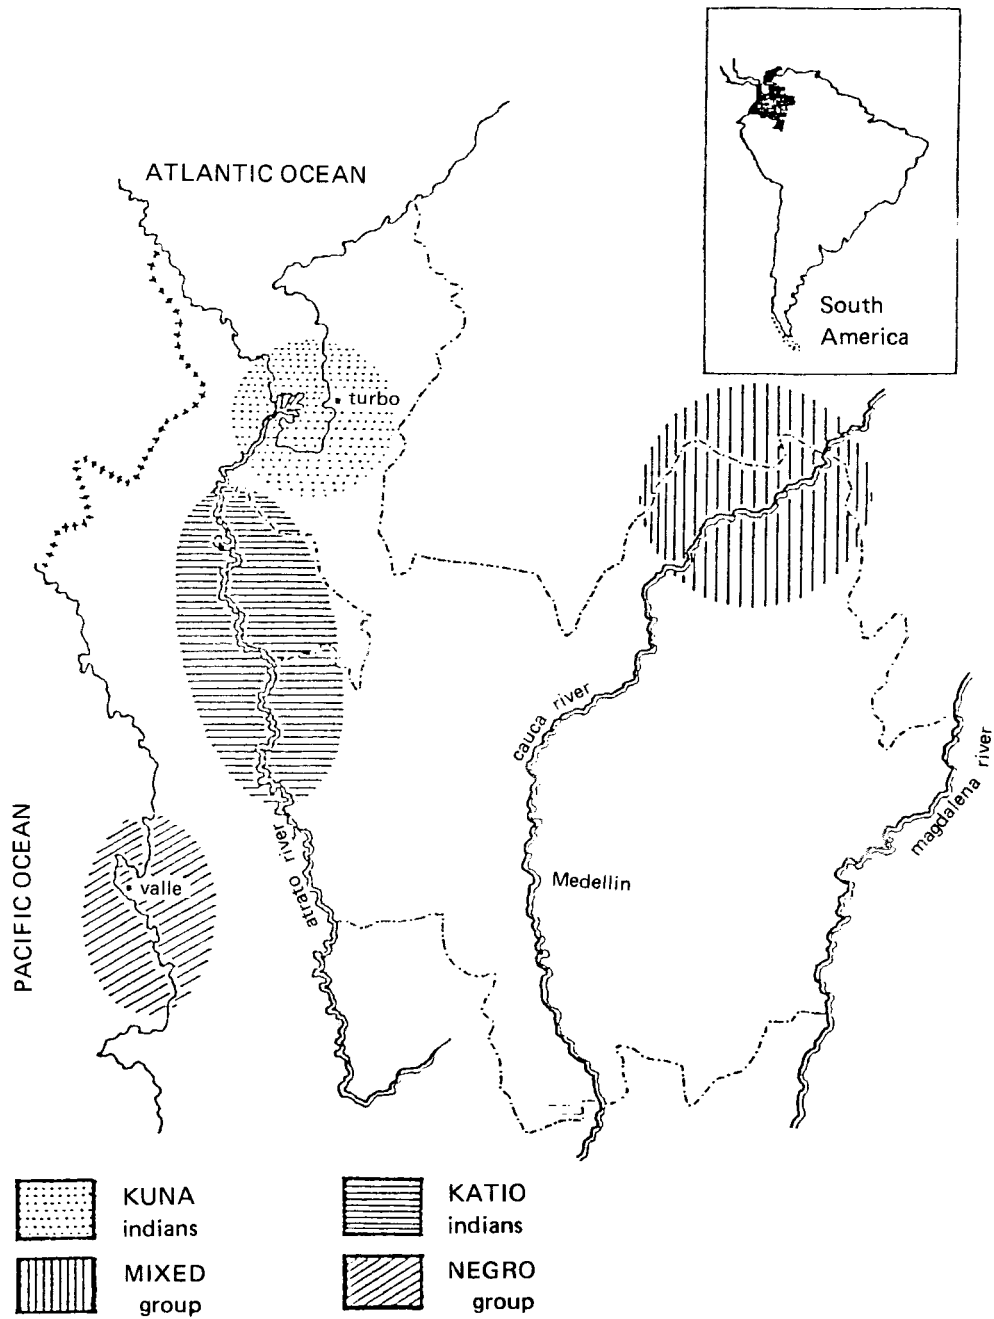 ATLANTIC OCEAN
South
America
turbo
cauca river
magdalena river
PACIFIC OCEAN
valle
atrato river
Medellin
KUNA
indians
KATIO
indians
MIXED
group
NEGRO
group